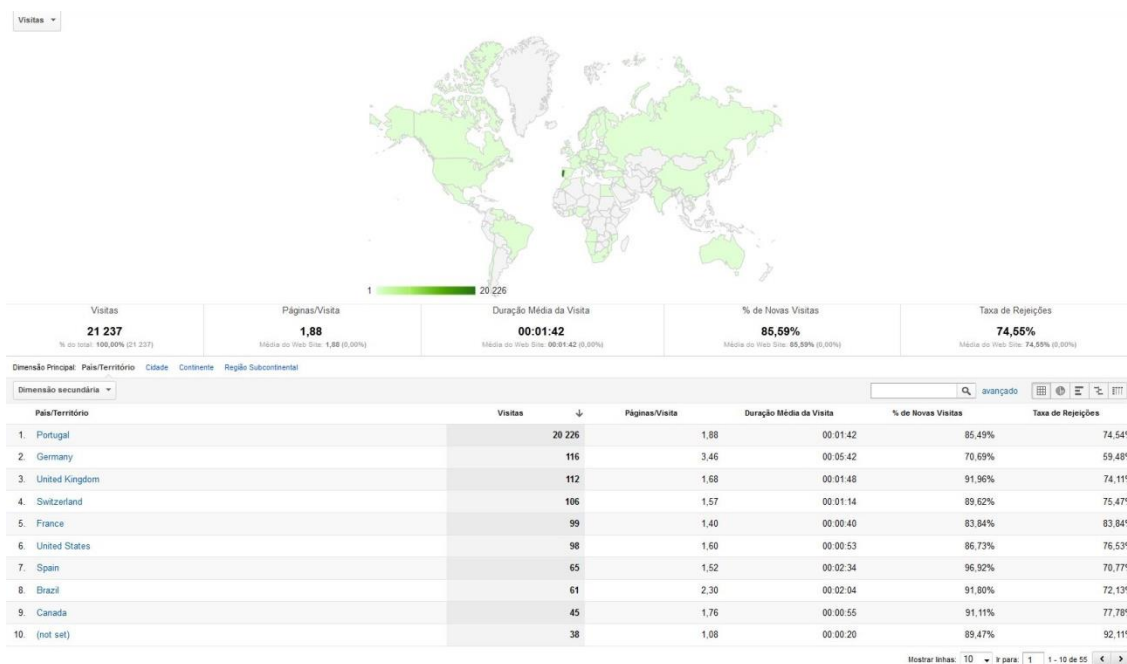 Visitas
1 20 226
Visitas Páginas/Visita Duração Média da Visita % de Novas Visitas Taxa de Rejeições
21 237 1,88 00:01:42 85,59% 74,55%
% do total: 100,00% (21 237) Média do Web Site: 1,88 (0,00%) Média do Web Site: 00:01:42 (0,00%) Média do Web Site: 85,59% (0,00%) Média do Web Site: 74,55% (0,00%)
Dimensão Principal: País/Território Cidade Continente Região Subcontinental
Dimensão secundária avançado
País/Território Visitas Páginas/Visita Duração Média da Visita % de Novas Visitas Taxa de Rejeições
1. Portugal 20 226 1,88 00:01:42 85,49% 74,54%
2. Germany 116 3,46 00:05:42 70,69% 59,48%
3. United Kingdom 112 1,68 00:01:48 91,96% 74,11%
4. Switzerland 106 1,57 00:01:14 89,62% 75,47%
5. France 99 1,40 00:00:40 83,84% 83,84%
6. United States 98 1,60 00:00:53 86,73% 76,53%
7. Spain 65 1,52 00:02:34 96,92% 70,77%
8. Brazil 61 2,30 00:02:04 91,80% 72,13%
9. Canada 45 1,76 00:00:55 91,11% 77,78%
10. (not set) 38 1,08 00:00:20 89,47% 92,11%
Mostrar linhas: 10 Ir para: 1 1 - 10 de 55